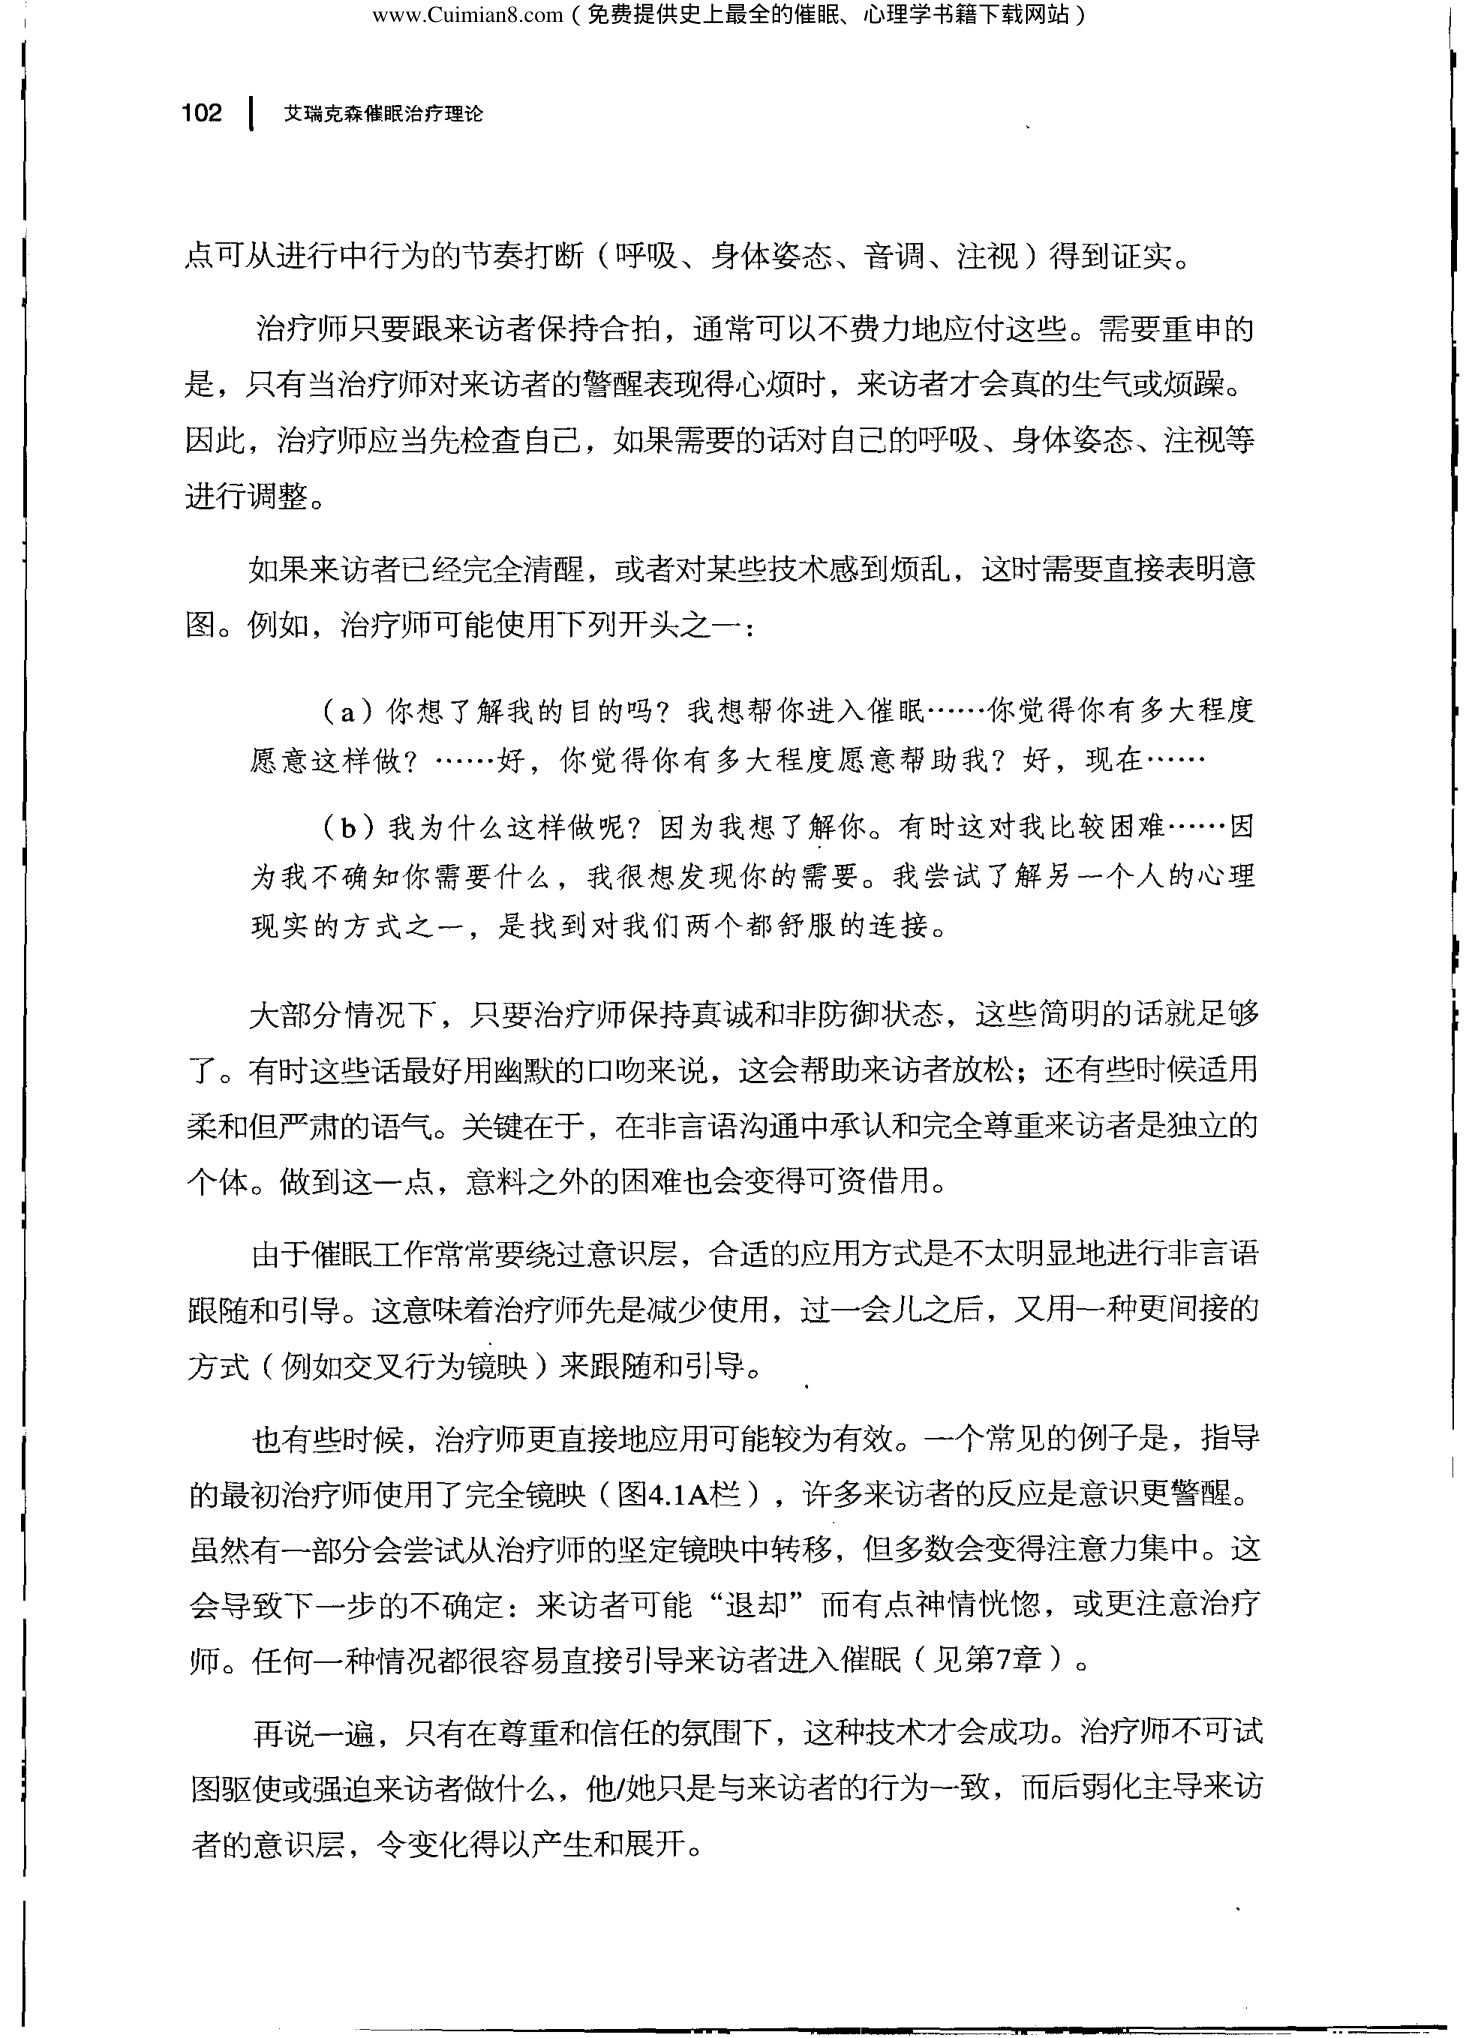 www.Cuimian8.com（免费提供史上最全的催眠、心理学书籍下载网站）
102 艾瑞克森催眠治疗理论
点可从进行中行为的节奏打断（呼吸、身体姿态、音调、注视）得到证实。
治疗师只要跟来访者保持合拍，通常可以不费力地应付这些。需要重申的
是，只有当治疗师对来访者的警醒表现得心烦时，来访者才会真的生气或烦躁。
因此，治疗师应当先检查自己，如果需要的话对自己的呼吸、身体姿态、注视等
进行调整。
如果来访者已经完全清醒，或者对某些技术感到烦乱，这时需要直接表明意
图。例如，治疗师可能使用下列开头之一：
（a）你想了解我的目的吗？我想帮你进入催眠……你觉得你有多大程度
愿意这样做？……好，你觉得你有多大程度愿意帮助我？好，现在……
（b）我为什么这样做呢？因为我想了解你。有时这对我比较困难……因
为我不确知你需要什么，我很想发现你的需要。我尝试了解另一个人的心理
现实的方式之一，是找到对我们两个都舒服的连接。
大部分情况下，只要治疗师保持真诚和非防御状态，这些简明的话就足够
了。有时这些话最好用幽默的口吻来说，这会帮助来访者放松；还有些时候适用
柔和但严肃的语气。关键在于，在非言语沟通中承认和完全尊重来访者是独立的
个体。做到这一点，意料之外的困难也会变得可资借用。
由于催眠工作常常要绕过意识层，合适的应用方式是不太明显地进行非言语
跟随和引导。这意味着治疗师先是减少使用，过一会儿之后，又用一种更间接的
方式（例如交叉行为镜映）来跟随和引导。
也有些时候，治疗师更直接地应用可能较为有效。一个常见的例子是，指导
的最初治疗师使用了完全镜映（图4.1A栏），许多来访者的反应是意识更警醒。
虽然有一部分会尝试从治疗师的坚定镜映中转移，但多数会变得注意力集中。这
会导致下一步的不确定：来访者可能“退却”而有点神情恍惚，或更注意治疗
师。任何一种情况都很容易直接引导来访者进入催眠（见第7章）。
再说一遍，只有在尊重和信任的氛围下，这种技术才会成功。治疗师不可试
图驱使或强迫来访者做什么，他/她只是与来访者的行为一致，而后弱化主导来访
者的意识层，令变化得以产生和展开。